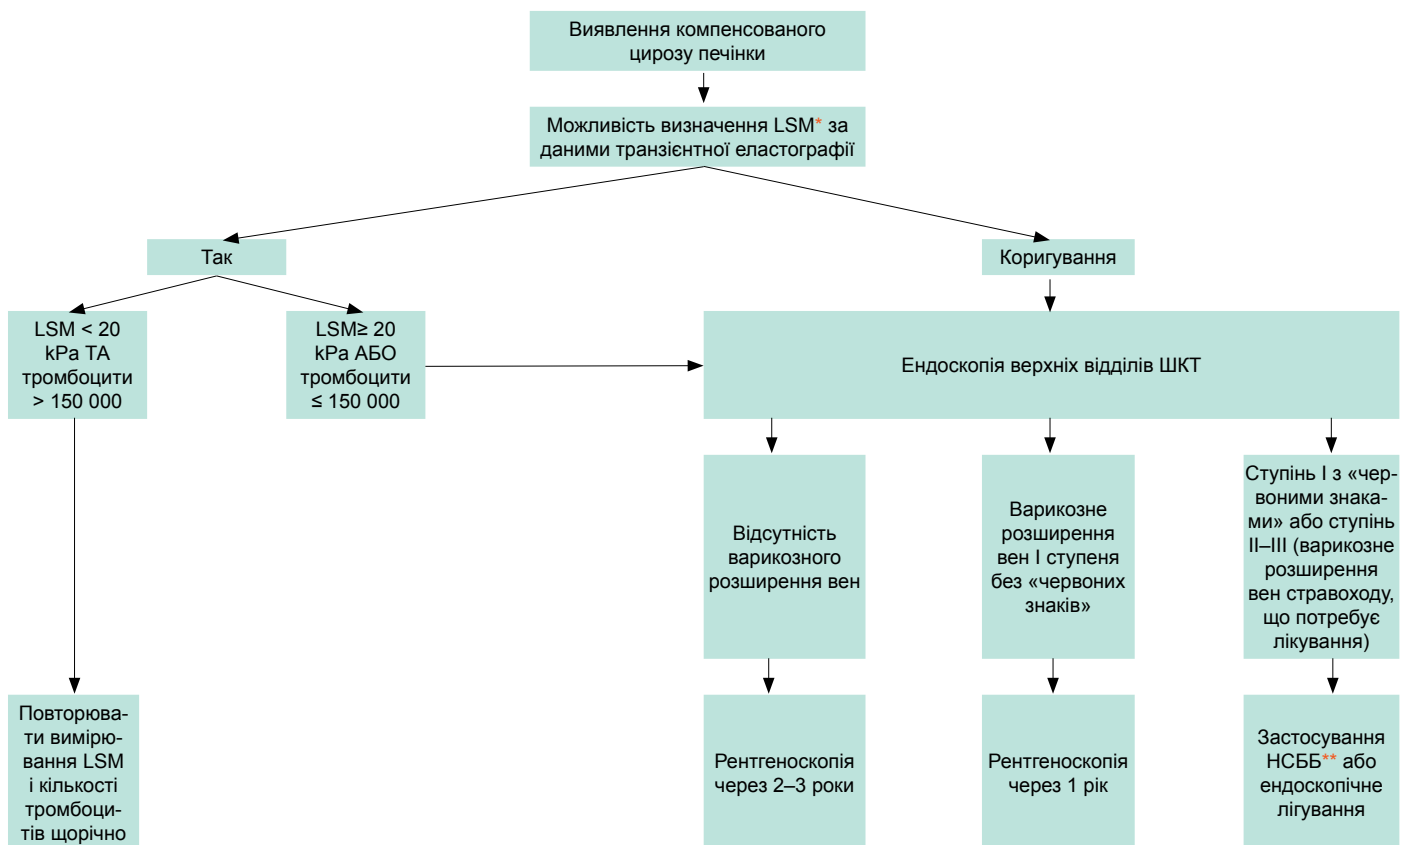 Виявлення компенсованого
цирозу печінки
Можливість визначення LSM* за
даними транзієнтної еластографії
Так
Коригування
LSM < 20
kPa ТА
тромбоцити
> 150 000
LSM≥ 20
kPa АБО
тромбоцити
≤ 150 000
Ендоскопія верхніх відділів ШКТ
Відсутність
варикозного
розширення вен
Варикозне
розширення
вен І ступеня
без «червоних
знаків»
Ступінь І з «чер-
воними знака-
ми» або ступінь
ІІ–ІІІ (варикозне
розширення
вен стравоходу,
що потребує
лікування)
Повторюва-
ти вимірю-
вання LSM
і кількості
тромбоци-
тів щорічно
Рентгеноскопія
через 2–3 роки
Рентгеноскопія
через 1 рік
Застосування
НСББ** або
ендоскопічне
лігування